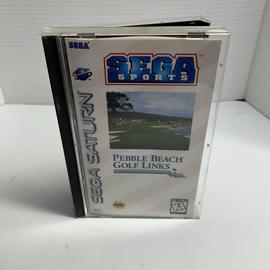 SEGA
SEGA
SPORTS
SEGA SATURN
PEBBLE BEACH
GOLF LINKS